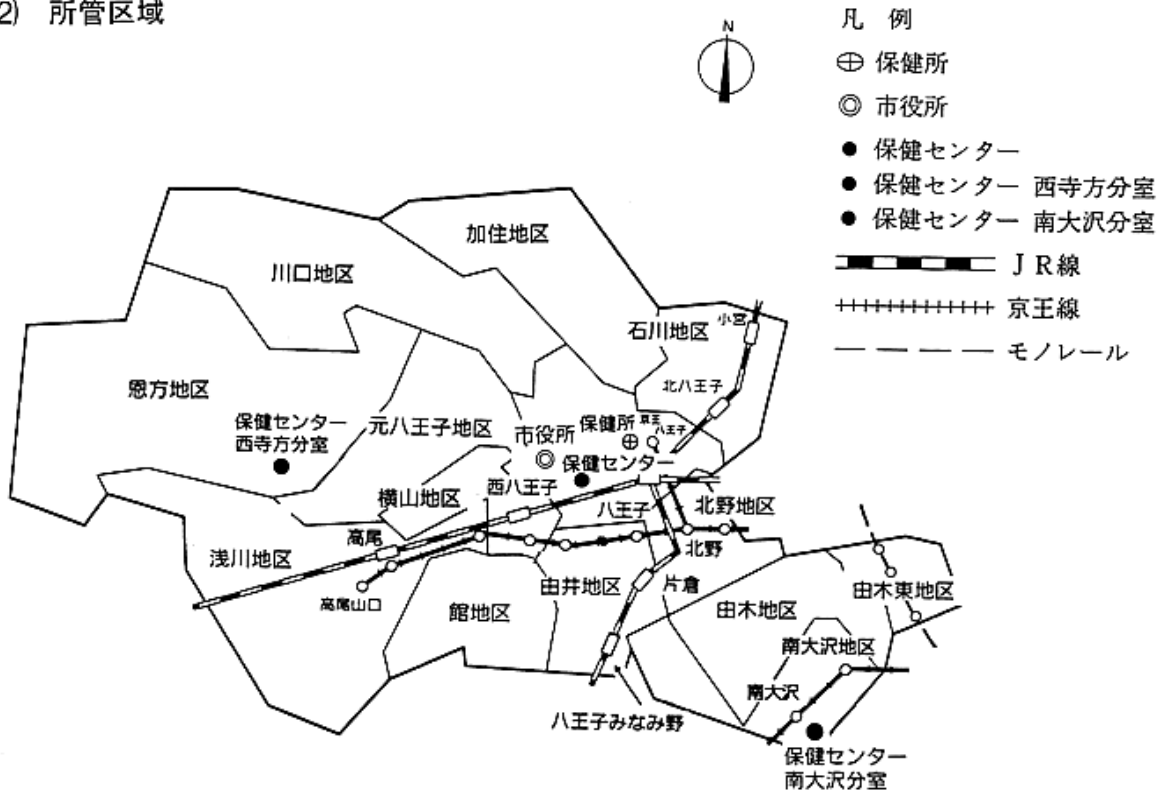 2) 所管区域
N
凡 例
保健所
市役所
保健センター
保健センター 西寺方分室
保健センター 南大沢分室
JR線
京王線
モノレール
加住地区
川口地区
石川地区
小宮
北八王子
恩方地区
保健センター
西寺方分室
元八王子地区
市役所
保健所
京王
八王子
保健センター
横山地区
西八王子
八王子
北野地区
高尾
北野
浅川地区
高尾山口
館地区
由井地区
片倉
由木地区
由木東地区
南大沢地区
南大沢
八王子みなみ野
保健センター
南大沢分室